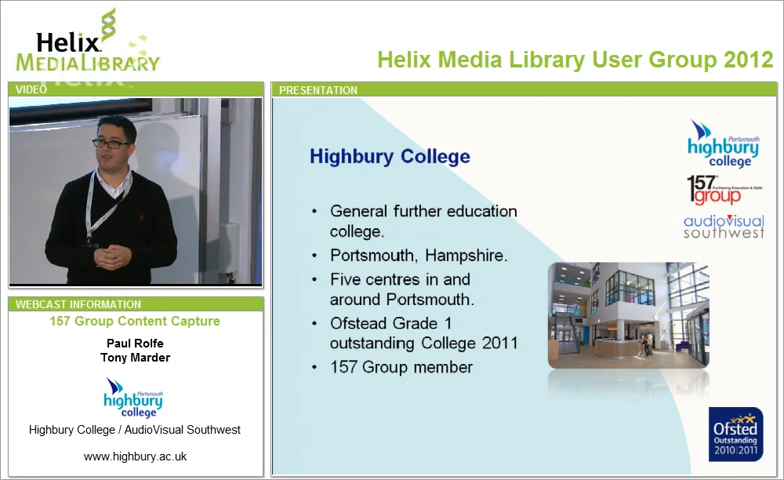 Helix
MEDIALIBRARY
Helix Media Library User Group 2012
VIDEO
PRESENTATION
Highbury College
• General further education
college.
• Portsmouth, Hampshire.
• Five centres in and
around Portsmouth.
• Ofstead Grade 1
outstanding College 2011
• 157 Group member
Portsmouth
highbury
college
157
Furthering Education & Skills
group
audiovisual
southwest
Ofsted
Outstanding
2010|2011
WEBCAST INFORMATION
157 Group Content Capture
Paul Rolfe
Tony Marder
Portsmouth
highbury
college
Highbury College / AudioVisual Southwest
www.highbury.ac.uk